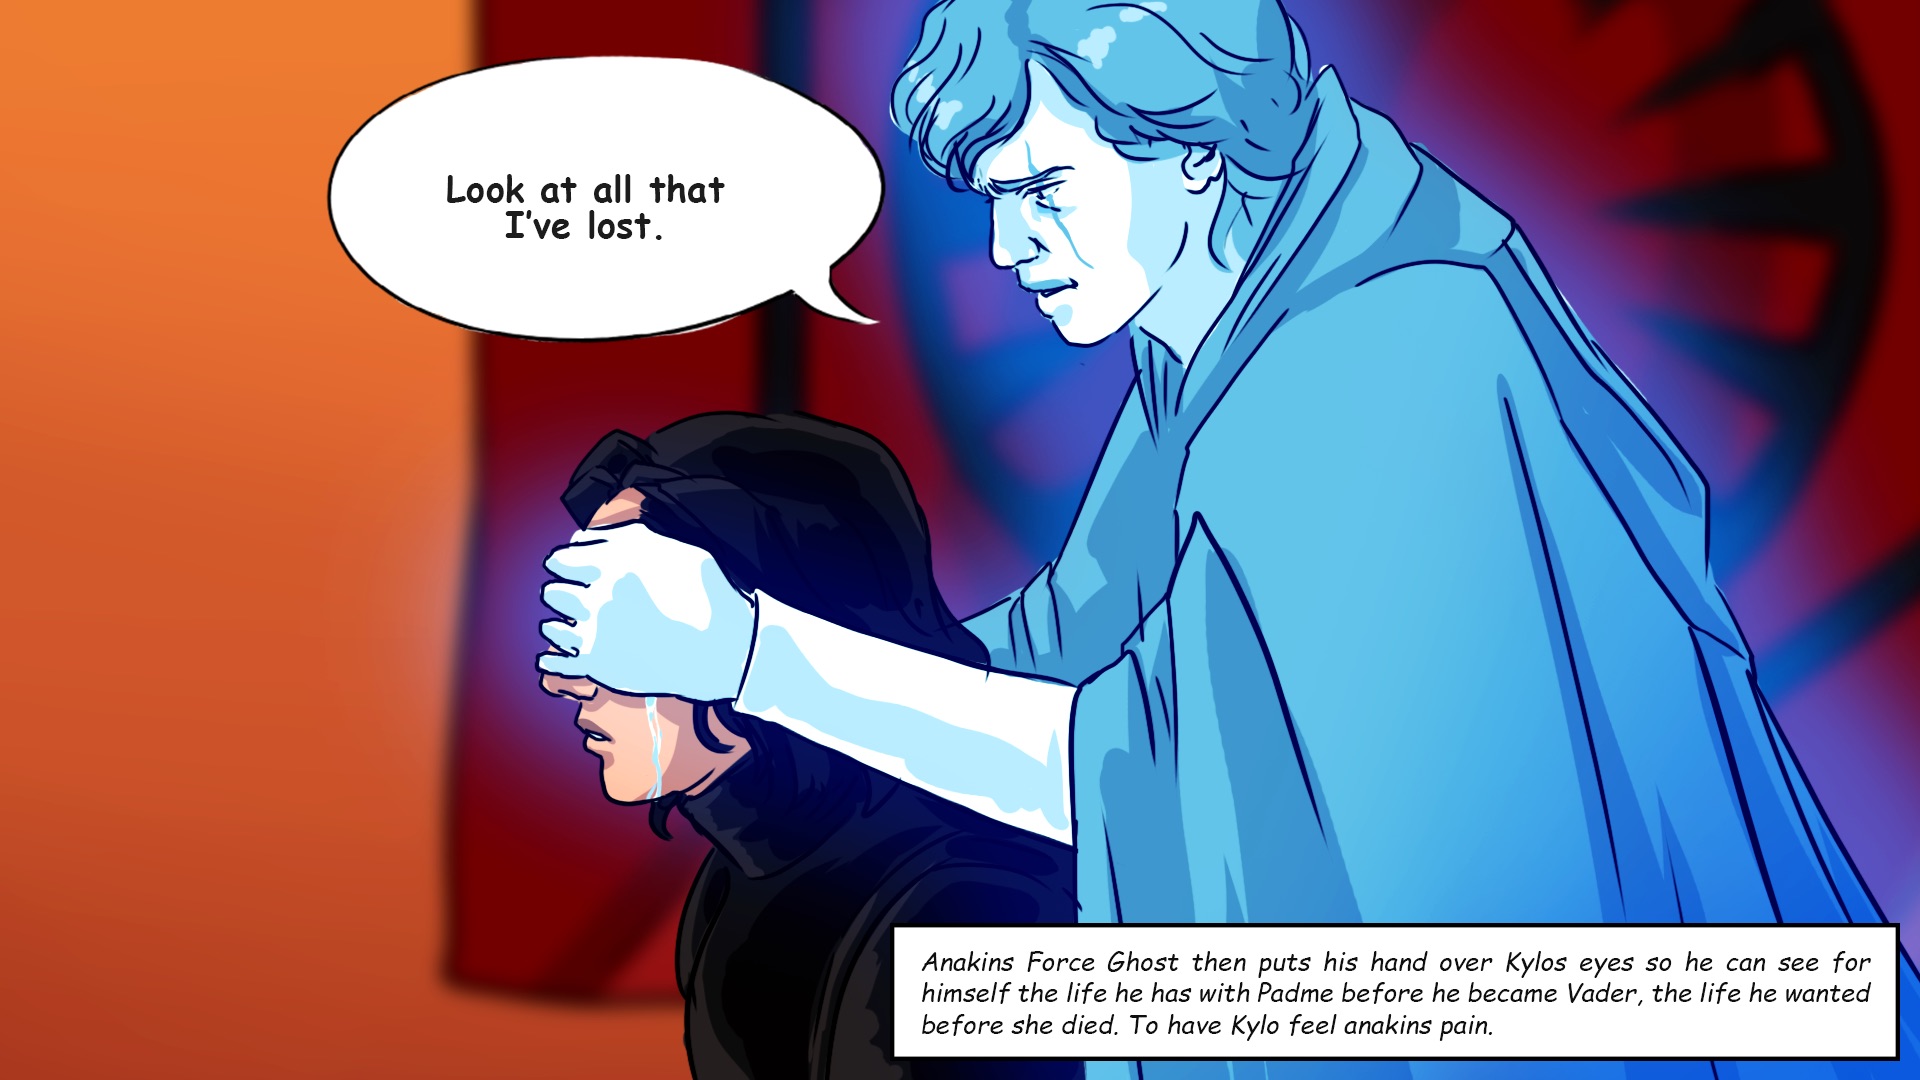 Look at all that
I've lost.
Anakins Force Ghost then puts his hand over Kylos eyes so he can see for
himself the life he has with Padme before he became Vader, the life he wanted
before she died. To have Kylo feel anakins pain.